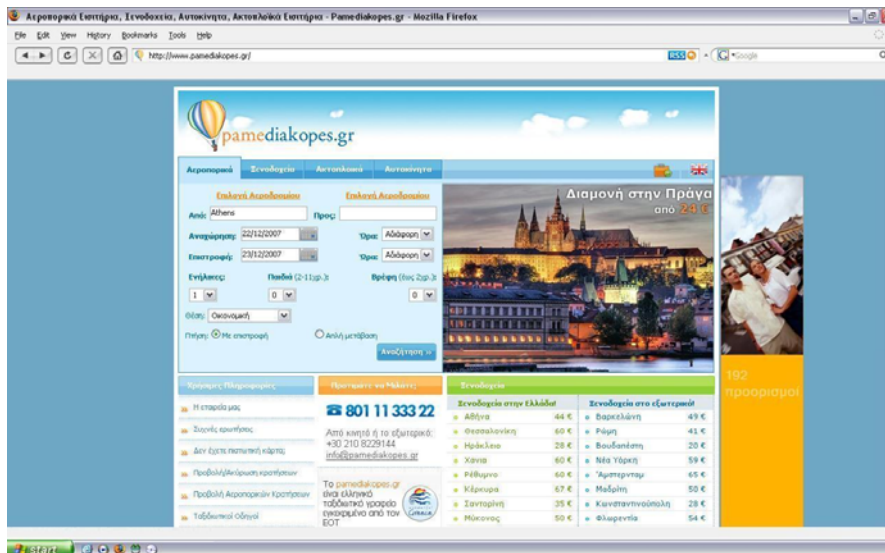 Αεροπορικά Εισιτήρια, Ξενοδοχεία, Αυτοκίνητα, Ακτοπλοϊκά Εισιτήρια - Pamediakopes.gr - Mozilla Firefox
File Edit View History Bookmarks Tools Help
http://www.pamediakopes.gr/
RSS
Google
pamediakopes.gr
Αεροπορικά Ξενοδοχεία Ακτοπλοικά Αυτοκίνητο
Επιλογή Αεροδρομίου Επιλογή Αεροδρομίου
Από: Athens Προς:
Αναχώρηση: 22/12/2007 Ώρα: Αδιάφορη
Επιστροφή: 23/12/2007 Ώρα: Αδιάφορη
Ενήλικες: Παιδιά (2-11χρ.): Βρέφη (έως 2χρ.):
1 0 0
Θέση: Οικονομική
Πτήση: Με επιστροφή Απλή μετάβαση
Αναζήτηση »
Διαμονή στην Πράγα
από 24 €
192
προορισμοί
Χρήσιμες Πληροφορίες
Η εταιρεία μας
Συχνές ερωτήσεις
Δεν έχετε πιστωτική κάρτα;
Προβολή/Ακύρωση κρατήσεων
Προβολή Αεροπορικών Κρατήσεων
Ταξιδιωτικοί Οδηγοί
Προτιμάτε να Μιλάτε;
801 11 333 22
Από κινητό ή το εξωτερικό:
+30 210 8229144
info@pamediakopes.gr
Το pamediakopes.gr
είναι ελληνικό
ταξιδιωτικό γραφείο
εγκεκριμένο από τον
ΕΟΤ
Greece
Ξενοδοχεία
Ξενοδοχεία στην Ελλάδα!
Αθήνα 44 €
Θεσσαλονίκη 60 €
Ηράκλειο 28 €
Χανιά 60 €
Ρέθυμνο 60 €
Κέρκυρα 67 €
Σαντορίνη 35 €
Μύκονος 50 €
Ξενοδοχεία στο εξωτερικό!
Βαρκελώνη 49 €
Ρώμη 41 €
Βουδαπέστη 20 €
Νέα Υόρκη 59 €
Άμστερνταμ 65 €
Μαδρίτη 50 €
Κωνσταντινούπολη 28 €
Φλωρεντία 54 €
start